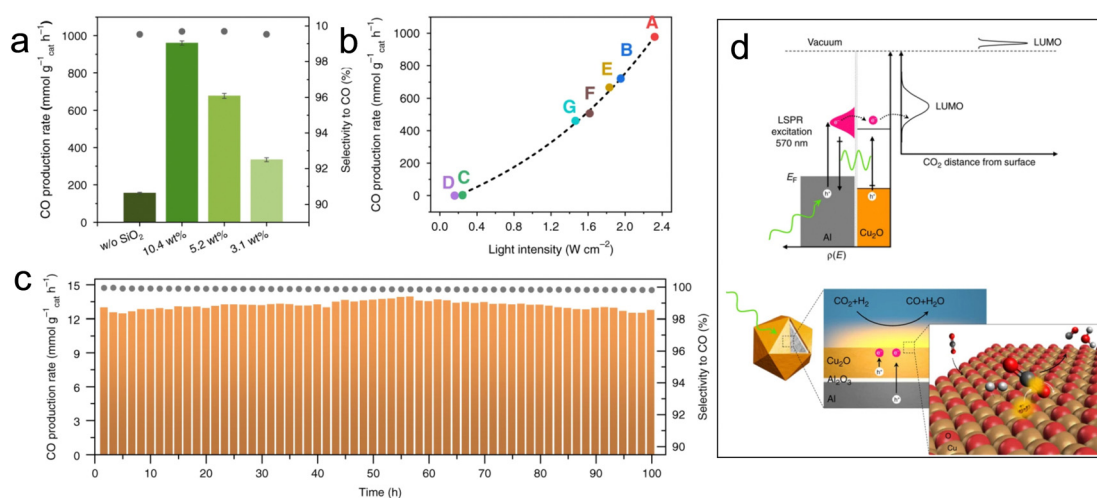 a
CO production rate (mmol g⁻¹cat h⁻¹)
1000
800
600
400
200
0
100
98
96
94
92
90
Selectivity to CO (%)
w/o SiO₂
10.4 wt%
5.2 wt%
3.1 wt%
b
CO production rate (mmol g⁻¹cat h⁻¹)
1000
800
600
400
200
0
A
B
E
F
G
D
C
0.0 0.4 0.8 1.2 1.6 2.0 2.4
Light intensity (W cm⁻²)
c
CO production rate (mmol g⁻¹cat h⁻¹)
15
12
9
6
3
0
100
98
96
94
92
90
Selectivity to CO (%)
0 10 20 30 40 50 60 70 80 90 100
Time (h)
d
Vacuum
LUMO
LUMO
LSPR
excitation
570 nm
CO₂ distance from surface
EF
e⁻
e⁻
h⁺
h⁺
Al
Cu₂O
ρ(E)
CO₂+H₂
CO+H₂O
Cu₂O
e⁻
e⁻
h⁺
Al₂O₃
Al
h⁺
O
Cu